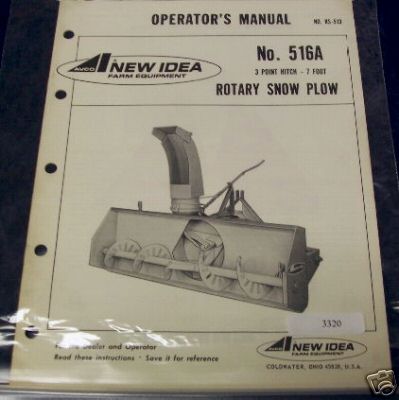 OPERATOR'S MANUAL
NO. RS-513
AVCO NEW IDEA
FARM EQUIPMENT
No. 516A
3 POINT HITCH - 7 FOOT
ROTARY SNOW PLOW
3320
Dealer and Operator
Read these instructions • Save it for reference
AVCO NEW IDEA
FARM EQUIPMENT
COLDWATER, OHIO 45828, U.S.A.